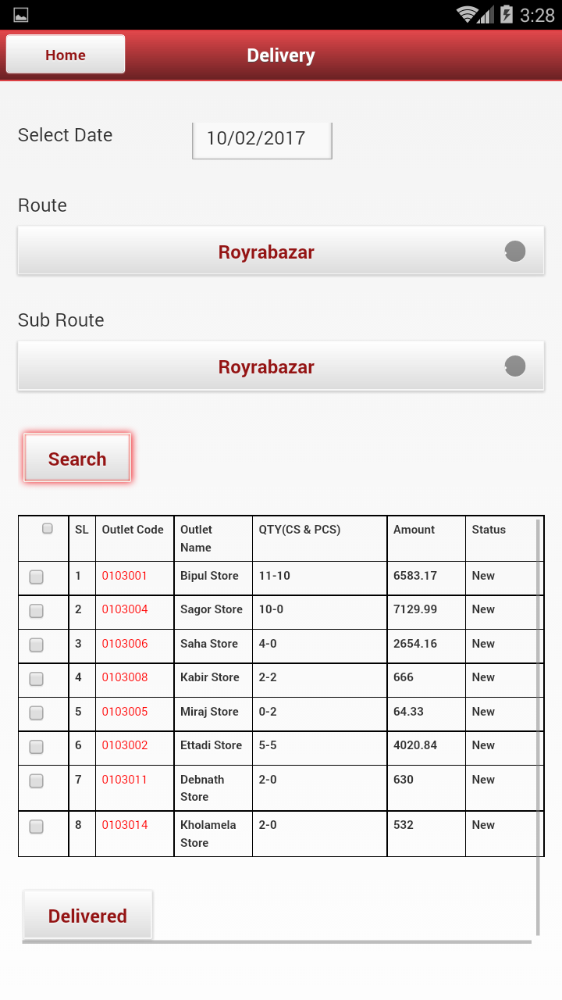 3:28
Home
Delivery
Select Date 10/02/2017
Route
Royrabazar
Sub Route
Royrabazar
Search
SL Outlet Code Outlet Name QTY(CS & PCS) Amount Status
1 0103001 Bipul Store 11-10 6583.17 New
2 0103004 Sagor Store 10-0 7129.99 New
3 0103006 Saha Store 4-0 2654.16 New
4 0103008 Kabir Store 2-2 666 New
5 0103005 Miraj Store 0-2 64.33 New
6 0103002 Ettadi Store 5-5 4020.84 New
7 0103011 Debnath Store 2-0 630 New
8 0103014 Kholamela Store 2-0 532 New
Delivered